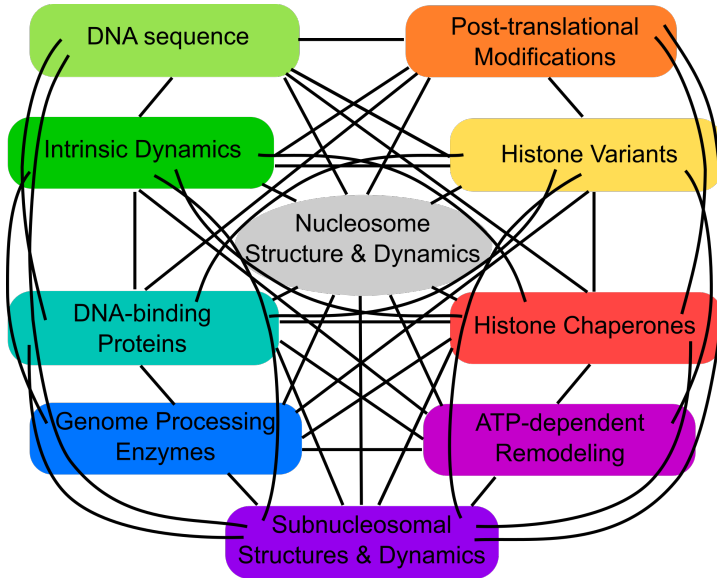 DNA sequence
Post-translational
Modifications
Intrinsic Dynamics
Histone Variants
Nucleosome
Structure & Dynamics
DNA-binding
Proteins
Histone Chaperones
Genome Processing
Enzymes
ATP-dependent
Remodeling
Subnucleosomal
Structures & Dynamics